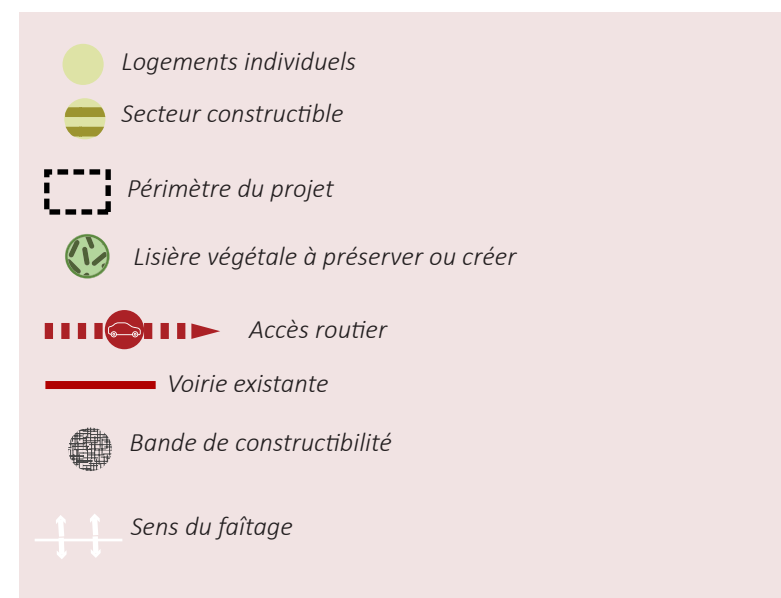 Logements individuels
Secteur constructible
Périmètre du projet
Lisière végétale à préserver ou créer
Accès routier
Voirie existante
Bande de constructibilité
Sens du faîtage